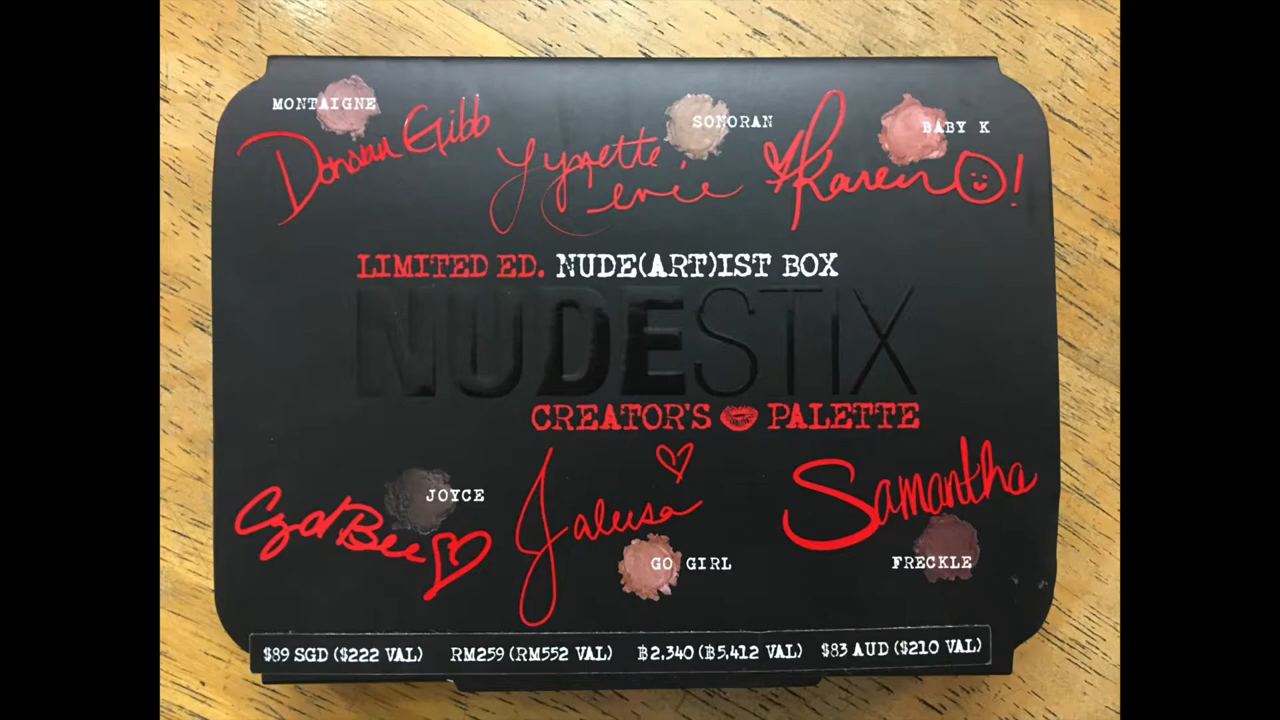 MONTAIGNE
SONORAN
BABY K
Donovan Gibb
Karen !
LIMITED ED. NUDE(ART)IST BOX
NUDESTIX
CREATOR'S PALETTE
JOYCE
Samantha
GO GIRL
FRECKLE
$89 SGD ($222 VAL) RM259 (RM552 VAL) ฿2,340 (฿5,412 VAL) $83 AUD ($210 VAL)